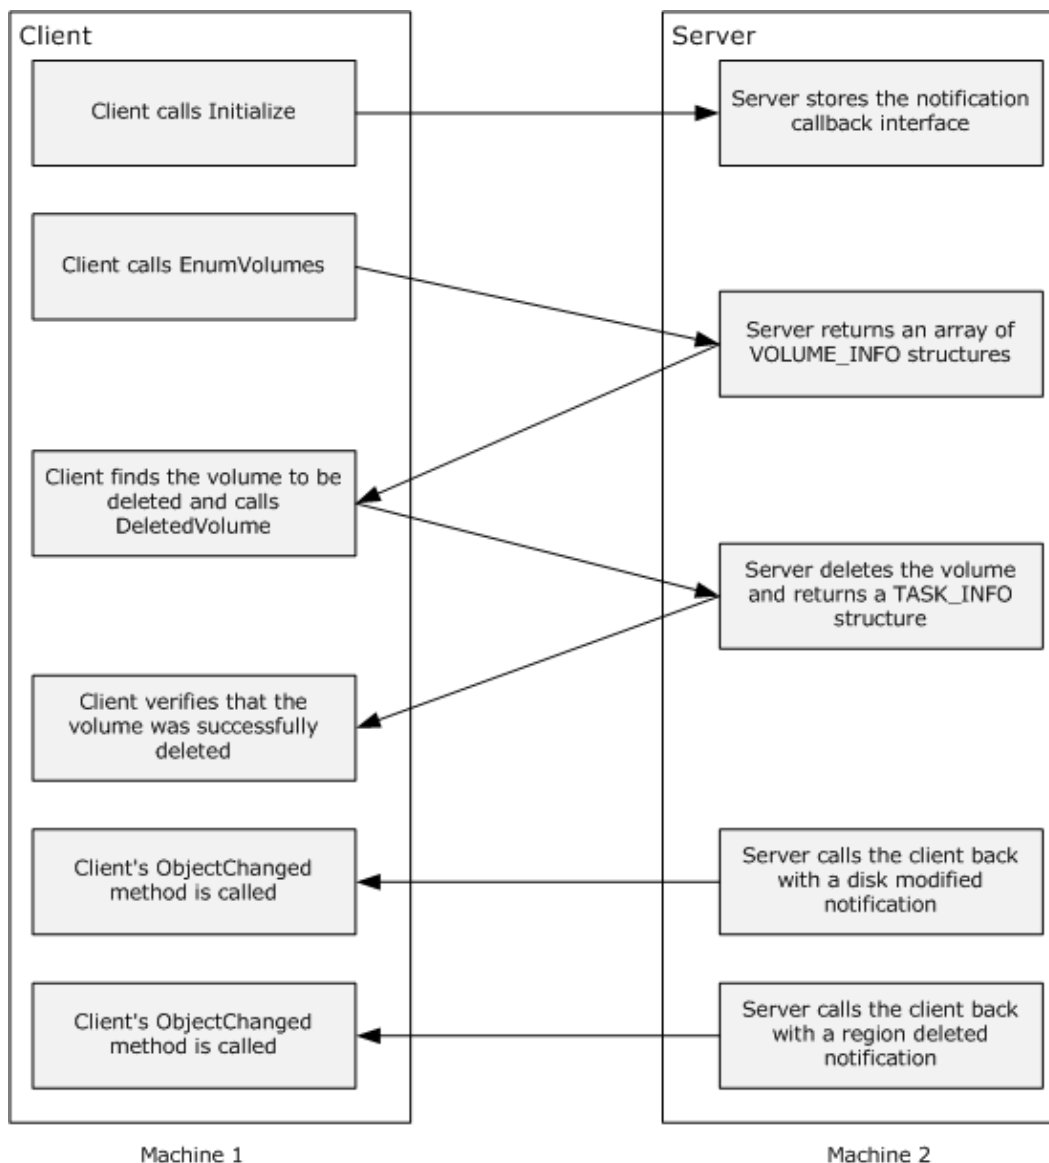 Client
Client calls Initialize
Client calls EnumVolumes
Client finds the volume to be
deleted and calls
DeletedVolume
Client verifies that the
volume was successfully
deleted
Client's ObjectChanged
method is called
Client's ObjectChanged
method is called
Machine 1
Server
Server stores the notification
callback interface
Server returns an array of
VOLUME_INFO structures
Server deletes the volume
and returns a TASK_INFO
structure
Server calls the client back
with a disk modified
notification
Server calls the client back
with a region deleted
notification
Machine 2